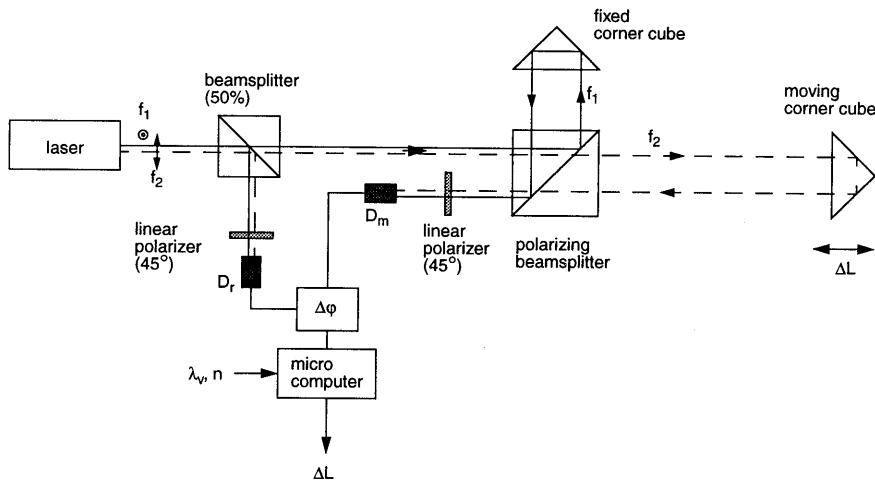 fixed
corner cube
beamsplitter
(50%)
moving
corner cube
f₁
f₁
laser
f₂
f₂
Dₘ
linear
polarizer
(45°)
linear
polarizer
(45°)
polarizing
beamsplitter
Dᵣ
ΔL
Δφ
λᵥ, n
micro
computer
ΔL